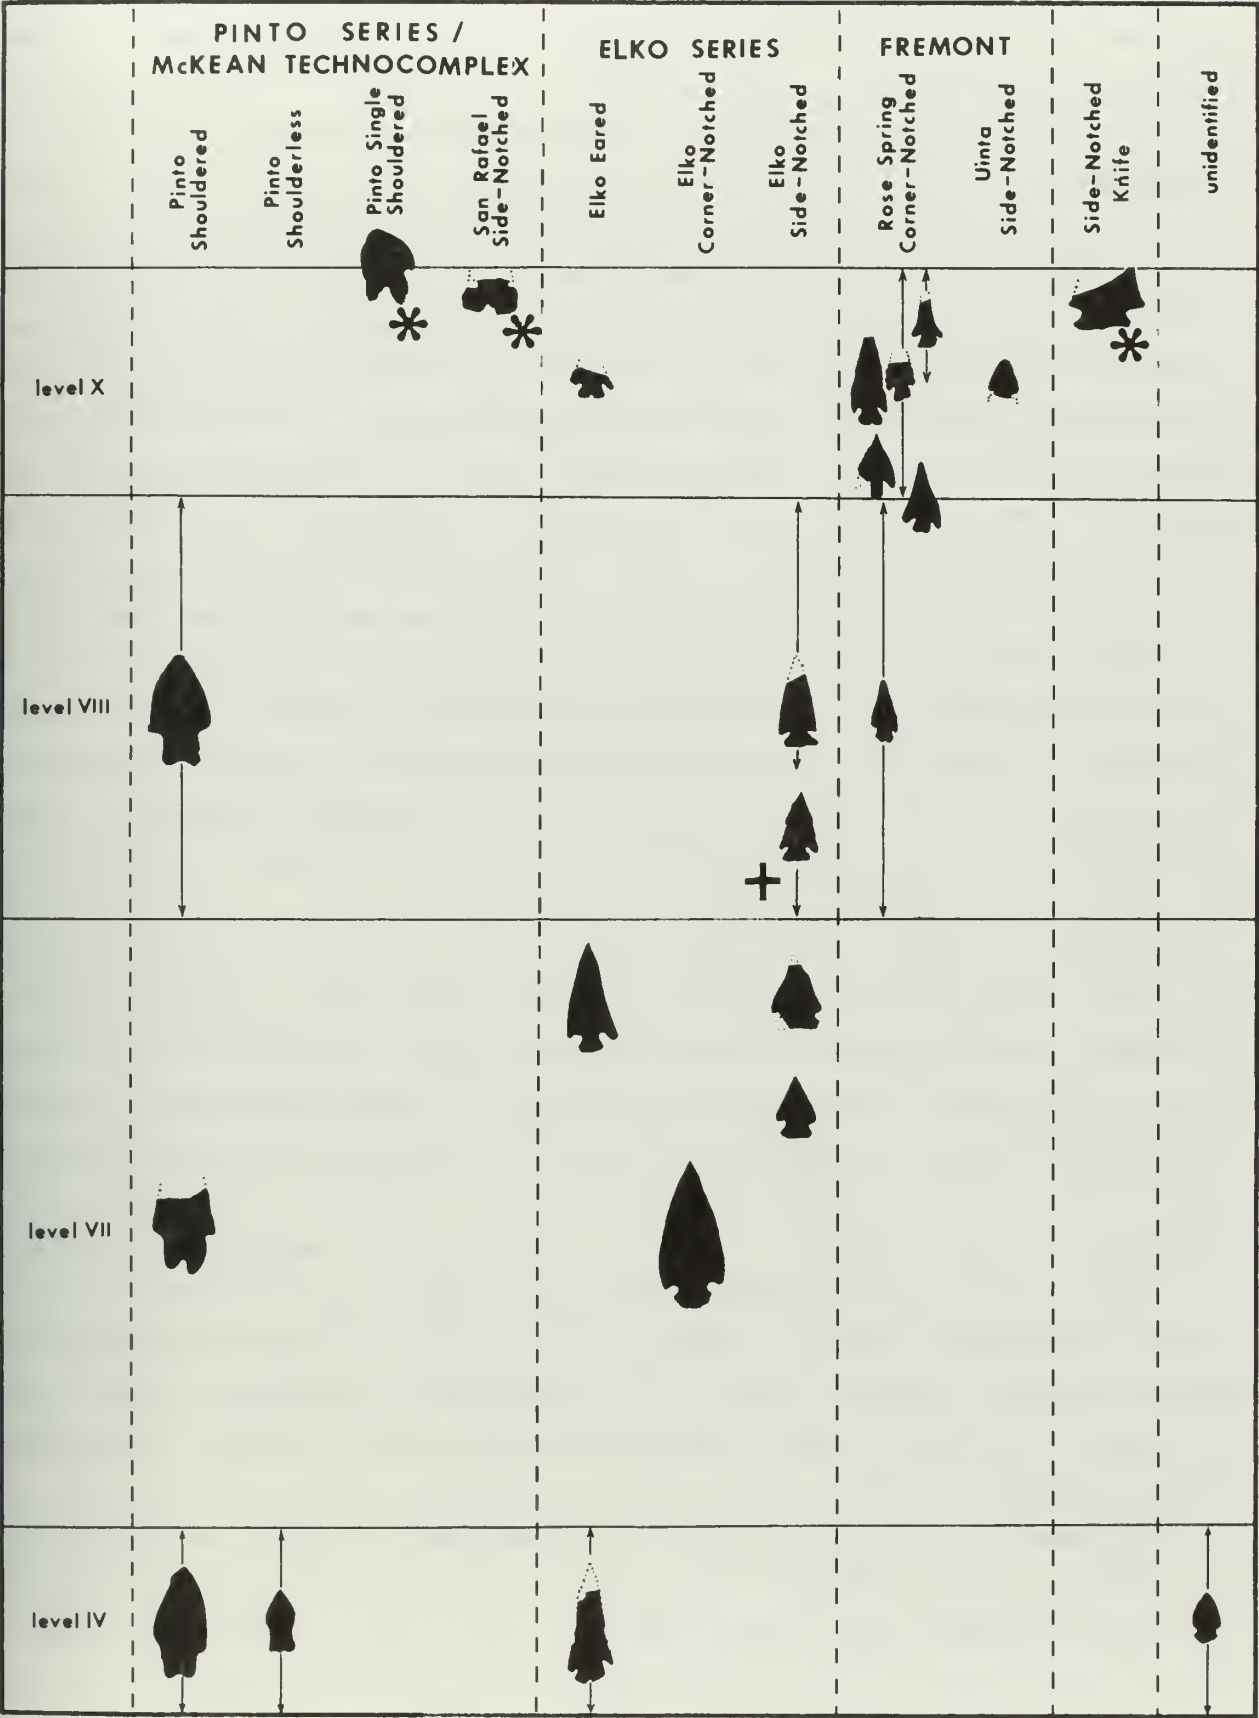 PINTO SERIES /
McKEAN TECHNOCOMPLEX
ELKO SERIES
FREMONT
Pinto
Shouldered
Pinto
Shoulderless
Pinto Single
Shouldered
San Rafael
Side-Notched
Elko Eared
Elko
Corner-Notched
Elko
Side-Notched
Rose Spring
Corner-Notched
Uinta
Side-Notched
Side-Notched
Knife
unidentified
level X
level VIII
level VII
level IV